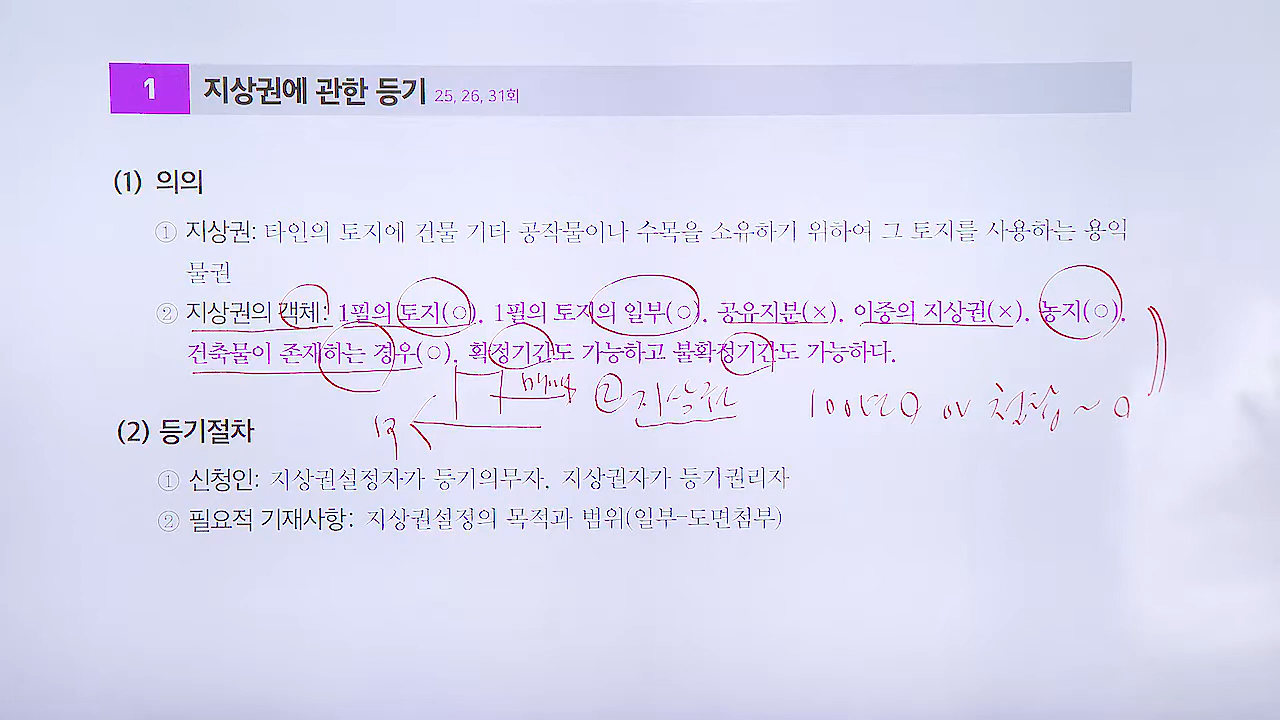 1 지상권에 관한 등기 25, 26, 31회
(1) 의의
① 지상권: 타인의 토지에 건물 기타 공작물이나 수목을 소유하기 위하여 그 토지를 사용하는 용익
물권
② 지상권의 객체: 1필의 토지(○), 1필의 토지의 일부(○), 공유지분(×), 이중의 지상권(×), 농지(○),
건축물이 존재하는 경우(○), 확정기간도 가능하고 불확정기간도 가능하다.
② 지상권
(2) 등기절차
① 신청인: 지상권설정자가 등기의무자, 지상권자가 등기권리자
② 필요적 기재사항: 지상권설정의 목적과 범위(일부-도면첨부)